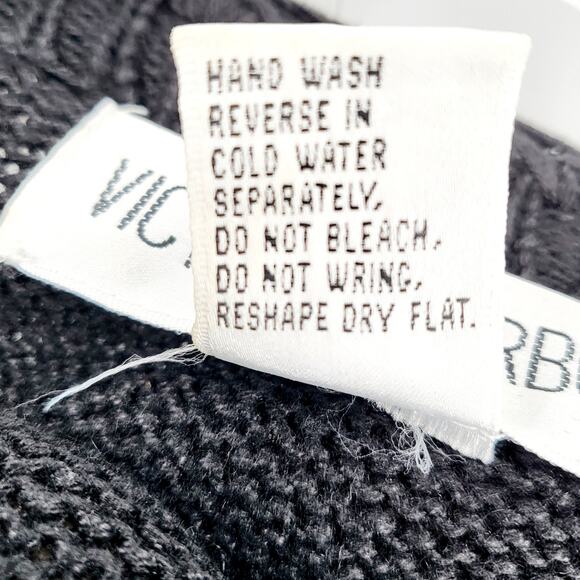 HAND WASH
REVERSE IN
COLD WATER
SEPARATELY,
DO NOT BLEACH,
DO NOT WRING,
RESHAPE DRY FLAT.